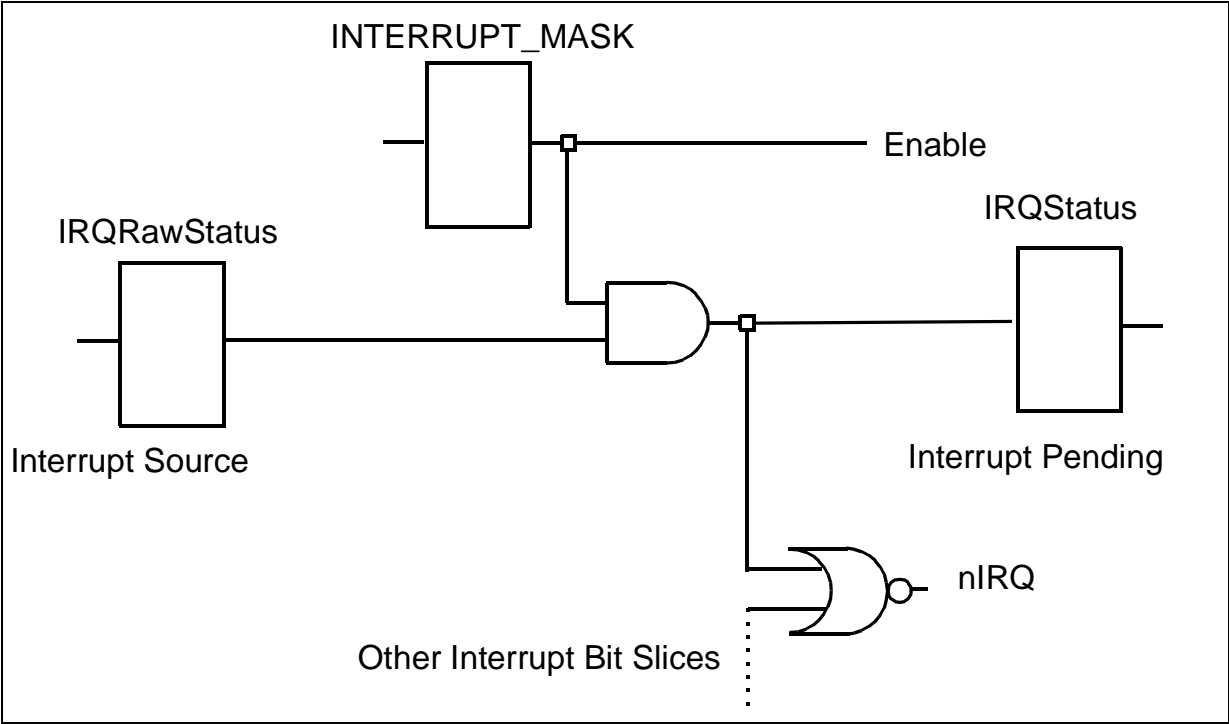 INTERRUPT_MASK
Enable
IRQStatus
IRQRawStatus
Interrupt Source
Interrupt Pending
nIRQ
Other Interrupt Bit Slices